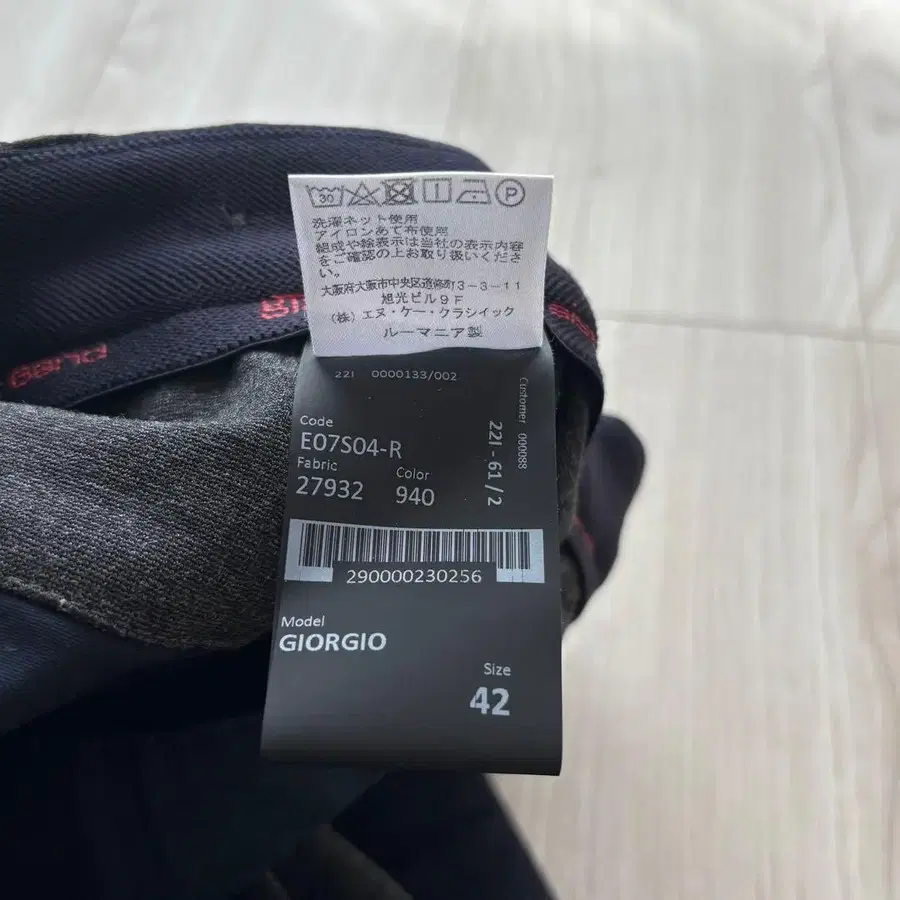 30
P
洗濯ネット使用
アイロンあて布使用
組成や絵表示は当社の表示内容
をご確認の上お取り扱いくださ
い。
大阪府大阪市中央区道修町3-3-11
旭光ビル9F
(株)エヌ・ケー・クラシイック
ルーマニア製
22I 0000133/002
Customer 000088
22I-61/2
Code
E07S04-R
Fabric
27932
Color
940
290000230256
Model
GIORGIO
Size
42